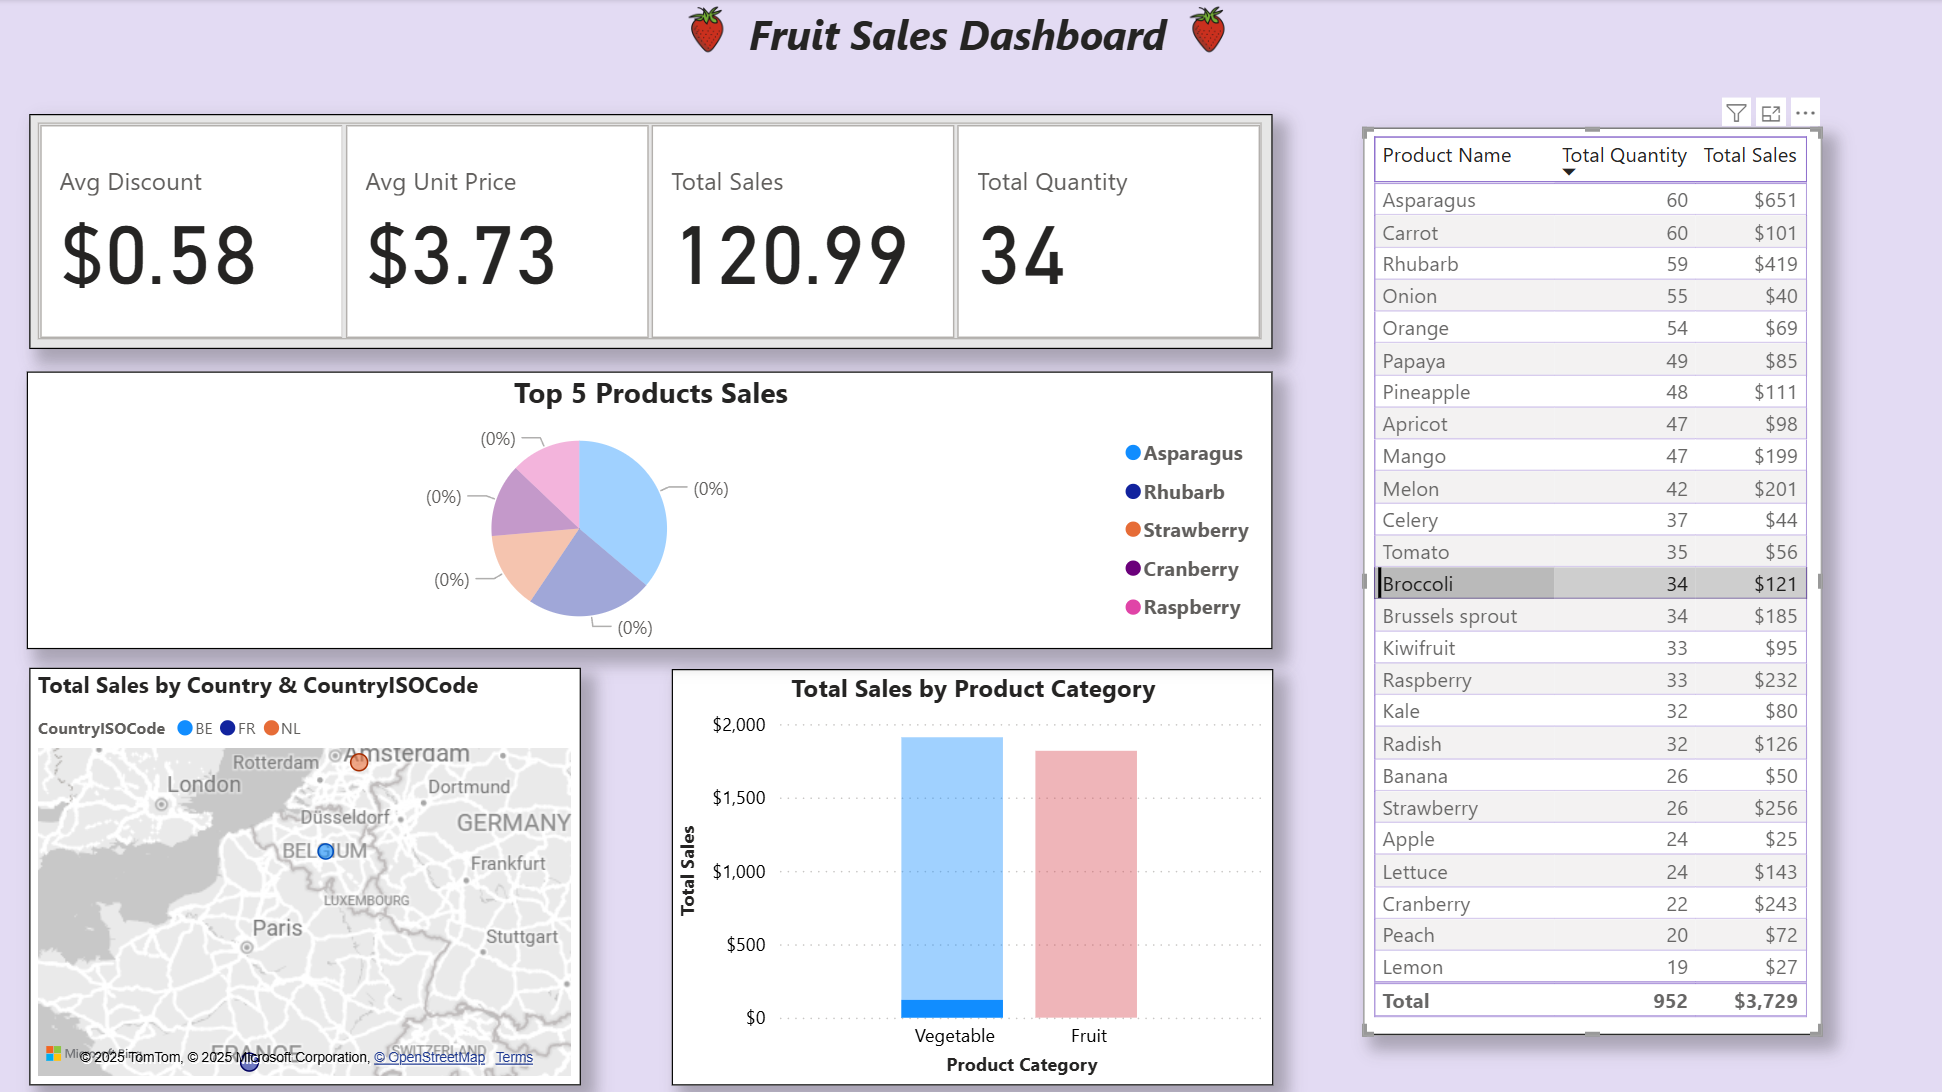 Fruit Sales Dashboard
Avg Discount
$0.58
Avg Unit Price
$3.73
Total Sales
120.99
Total Quantity
34
Top 5 Products Sales
(0%)
(0%)
(0%)
(0%)
(0%)
Asparagus
Rhubarb
Strawberry
Cranberry
Raspberry
Total Sales by Country & CountryISOCode
CountryISOCode BE FR NL
Amsterdam
Rotterdam
London
Dortmund
Düsseldorf
GERMANY
BELGIUM
Frankfurt
LUXEMBOURG
Paris
Stuttgart
FRANCE
SWITZERLAND
© 2025 TomTom, © 2025 Microsoft Corporation, © OpenStreetMap Terms
Total Sales by Product Category
Total Sales
$2,000
$1,500
$1,000
$500
$0
Vegetable Fruit
Product Category
Product Name Total Quantity Total Sales
Asparagus 60 $651
Carrot 60 $101
Rhubarb 59 $419
Onion 55 $40
Orange 54 $69
Papaya 49 $85
Pineapple 48 $111
Apricot 47 $98
Mango 47 $199
Melon 42 $201
Celery 37 $44
Tomato 35 $56
Broccoli 34 $121
Brussels sprout 34 $185
Kiwifruit 33 $95
Raspberry 33 $232
Kale 32 $80
Radish 32 $126
Banana 26 $50
Strawberry 26 $256
Apple 24 $25
Lettuce 24 $143
Cranberry 22 $243
Peach 20 $72
Lemon 19 $27
Total 952 $3,729